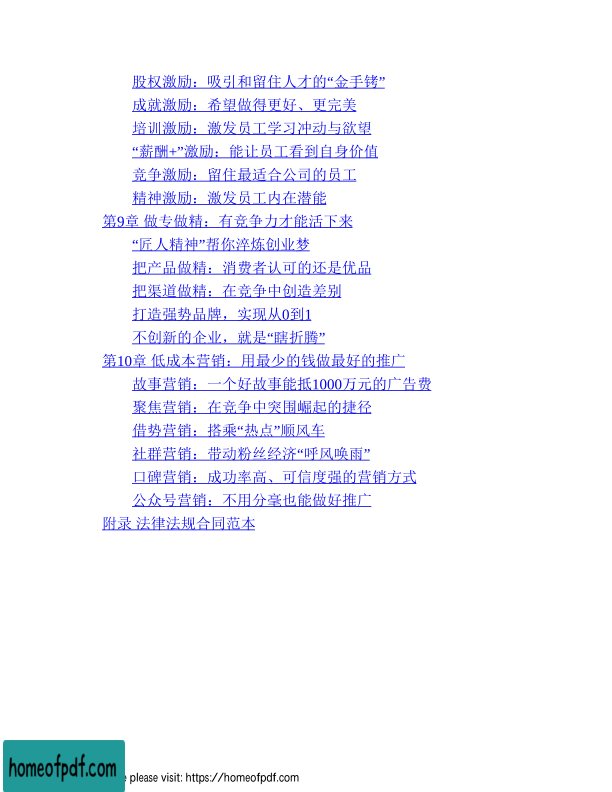 股权激励：吸引和留住人才的“金手铐”
成就激励：希望做得更好、更完美
培训激励：激发员工学习冲动与欲望
“薪酬+”激励：能让员工看到自身价值
竞争激励：留住最适合公司的员工
精神激励：激发员工内在潜能
第9章 做专做精：有竞争力才能活下来
“匠人精神”帮你淬炼创业梦
把产品做精：消费者认可的还是优品
把渠道做精：在竞争中创造差别
打造强势品牌，实现从0到1
不创新的企业，就是“瞎折腾”
第10章 低成本营销：用最少的钱做最好的推广
故事营销：一个好故事能抵1000万元的广告费
聚焦营销：在竞争中突围崛起的捷径
借势营销：搭乘“热点”顺风车
社群营销：带动粉丝经济“呼风唤雨”
口碑营销：成功率高、可信度强的营销方式
公众号营销：不用分毫也能做好推广
附录 法律法规合同范本
homeofpdf.com
please visit: https://homeofpdf.com